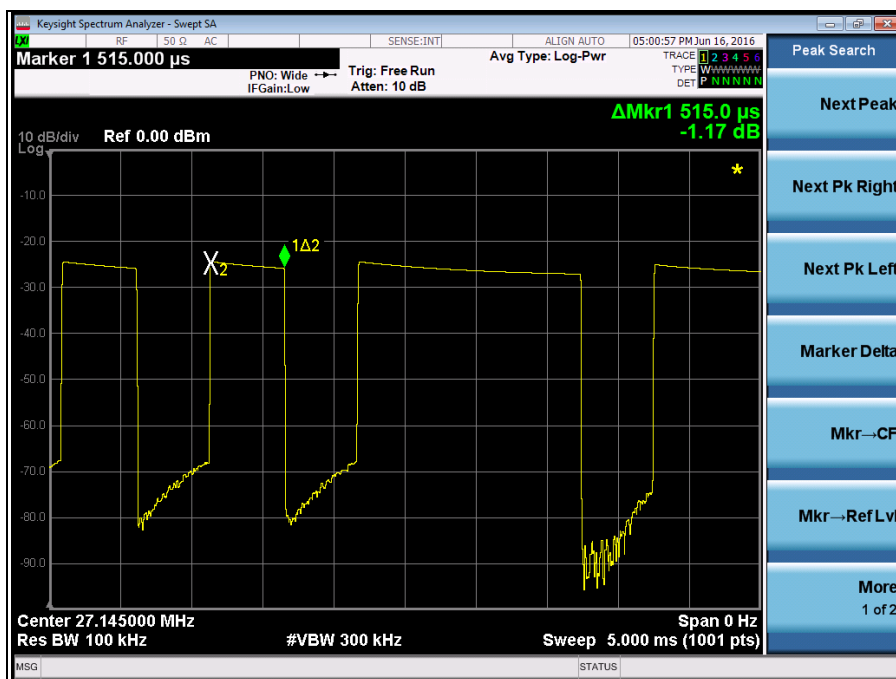 Keysight Spectrum Analyzer - Swept SA
LXI RF 50 Ω AC SENSE:INT ALIGN AUTO 05:00:57 PM Jun 16, 2016
Marker 1 515.000 µs
PNO: Wide
IFGain:Low
Trig: Free Run
Atten: 10 dB
Avg Type: Log-Pwr
TRACE 1 2 3 4 5 6
TYPE WWWWWW
DET P N N N N N
Peak Search
ΔMkr1 515.0 µs
-1.17 dB
10 dB/div
Log
Ref 0.00 dBm
*
-10.0
-20.0
-30.0
-40.0
-50.0
-60.0
-70.0
-80.0
-90.0
X2
1Δ2
Center 27.145000 MHz
Res BW 100 kHz
#VBW 300 kHz
Span 0 Hz
Sweep 5.000 ms (1001 pts)
Next Peak
Next Pk Right
Next Pk Left
Marker Delta
Mkr→CF
Mkr→Ref Lvl
More
1 of 2
MSG
STATUS